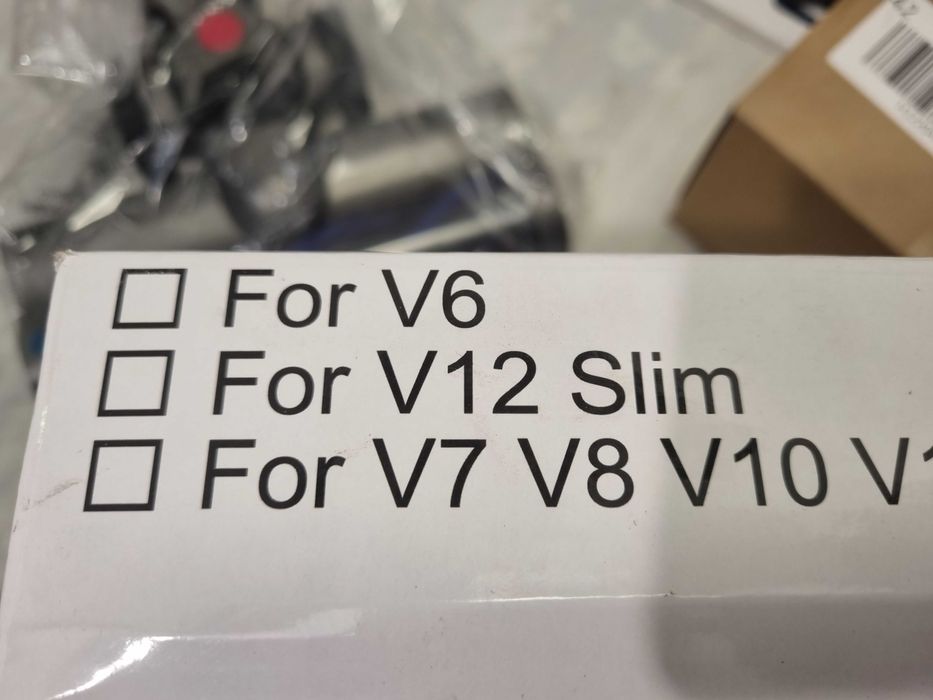 For V6
For V12 Slim
For V7 V8 V10